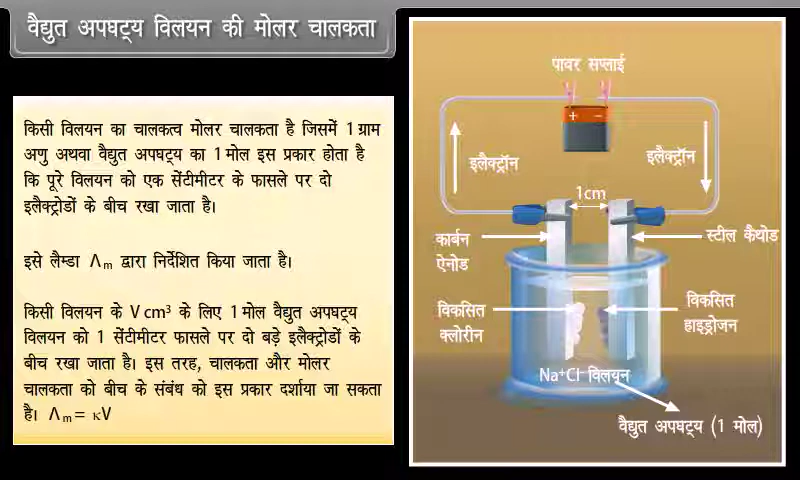 वैद्युत अपघट्य विलयन की मोलर चालकता
किसी विलयन का चालकत्व मोलर चालकता है जिसमें 1 ग्राम
अणु अथवा वैद्युत अपघट्य का 1 मोल इस प्रकार होता है
कि पूरे विलयन को एक सेंटीमीटर के फासले पर दो
इलैक्ट्रोडों के बीच रखा जाता है।
इसे लैम्डा Λm द्वारा निर्देशित किया जाता है।
किसी विलयन के V cm³ के लिए 1 मोल वैद्युत अपघट्य
विलयन को 1 सेंटीमीटर फासले पर दो बड़े इलैक्ट्रोडों के
बीच रखा जाता है। इस तरह, चालकता और मोलर
चालकता को बीच के संबंध को इस प्रकार दर्शाया जा सकता
है। Λm = κV
पावर सप्लाई
+ −
इलैक्ट्रॉन
इलैक्ट्रॉन
1cm
कार्बन
ऐनोड
स्टील कैथोड
विकसित
क्लोरीन
विकसित
हाइड्रोजन
Na⁺Cl⁻ विलयन
वैद्युत अपघट्य (1 मोल)